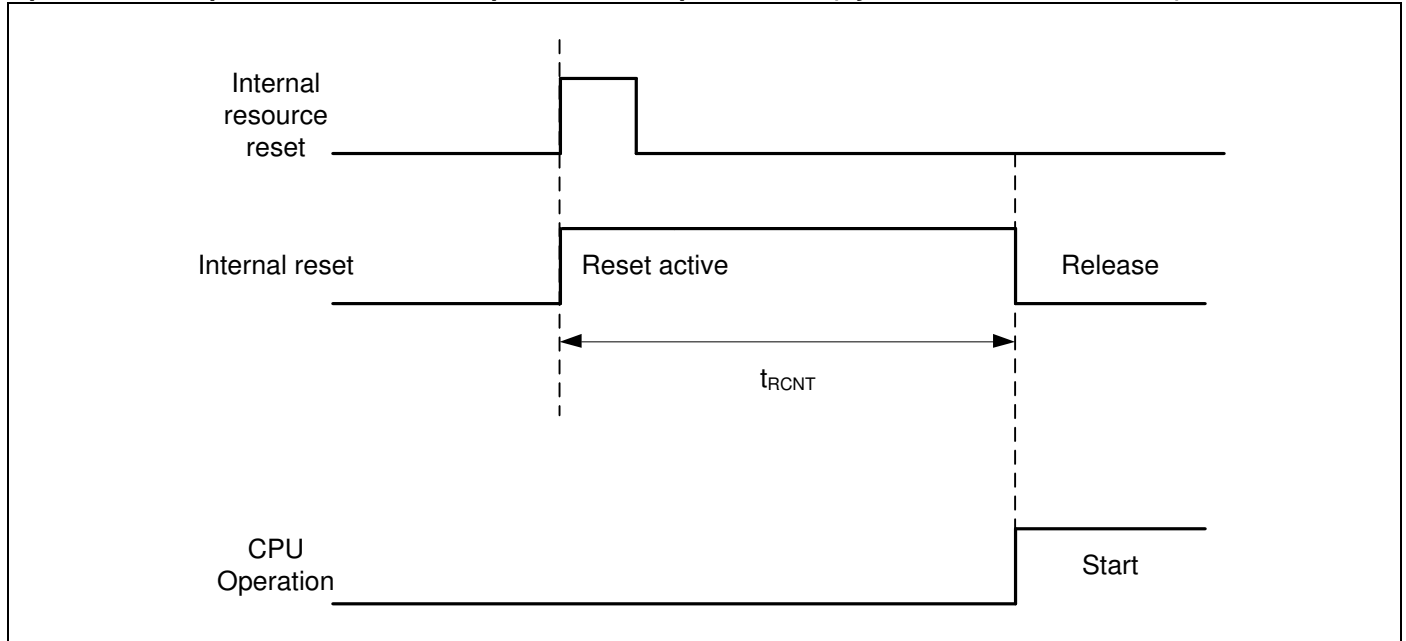 Internal
resource
reset
Internal reset
Reset active
Release
tRCNT
CPU
Operation
Start